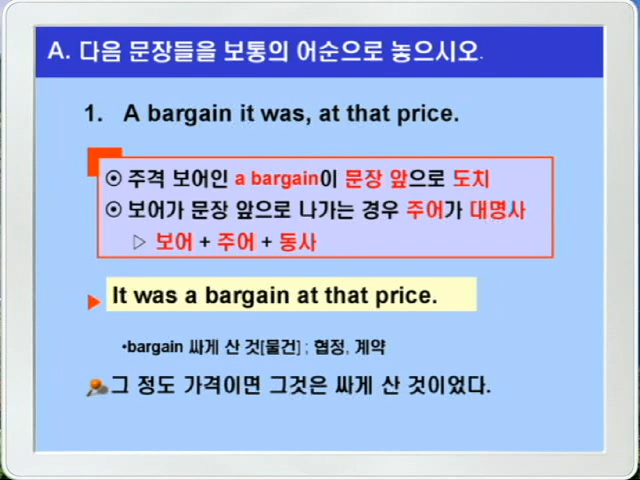 A. 다음 문장들을 보통의 어순으로 놓으시오.
1. A bargain it was, at that price.
⊙ 주격 보어인 a bargain이 문장 앞으로 도치
⊙ 보어가 문장 앞으로 나가는 경우 주어가 대명사
▷ 보어 + 주어 + 동사
It was a bargain at that price.
•bargain 싸게 산 것[물건] ; 협정, 계약
그 정도 가격이면 그것은 싸게 산 것이었다.